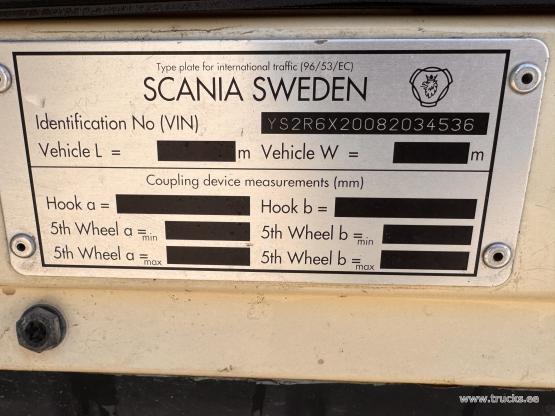 Type plate for international traffic (96/53/EC)
SCANIA SWEDEN
Identification No (VIN) YS2R6X20082034536
Vehicle L = m Vehicle W = m
Coupling device measurements (mm)
Hook a = Hook b =
5th Wheel a = min 5th Wheel b = min
5th Wheel a = max 5th Wheel b = max
www.trucks.ee